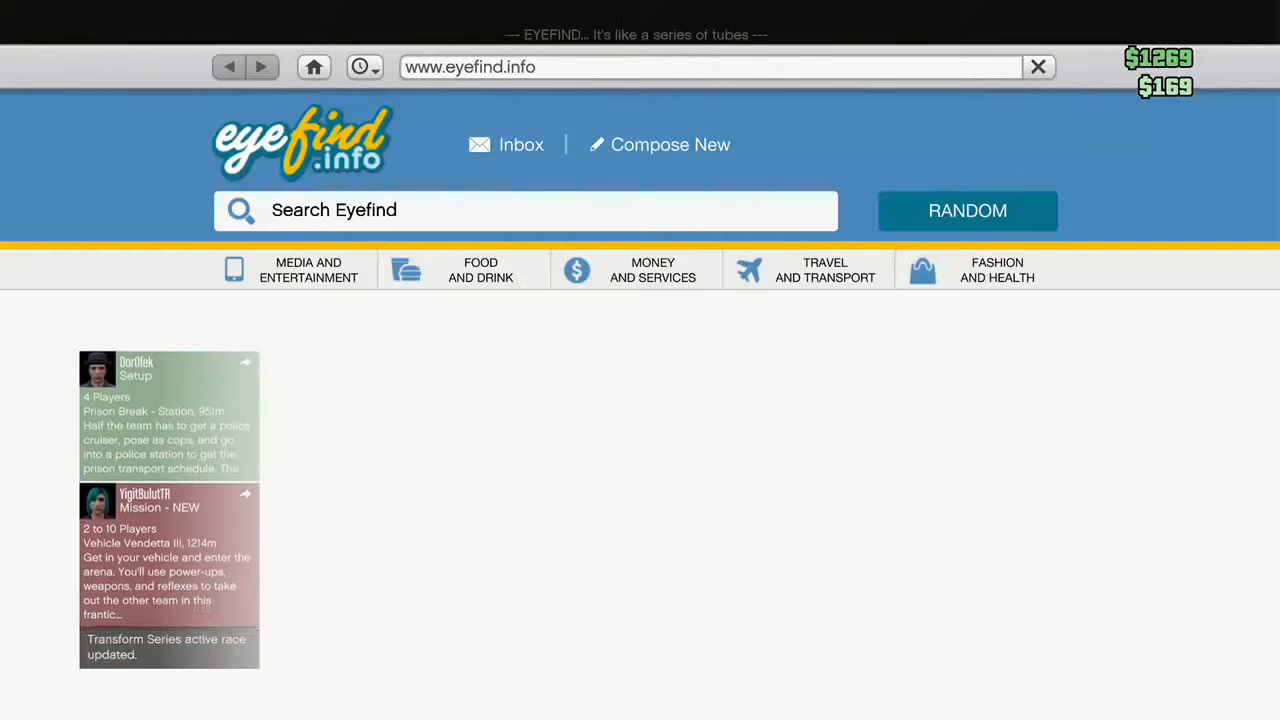 --- EYEFIND... It's like a series of tubes ---
www.eyefind.info
$1269
$169
eyefind
.info
Inbox
Compose New
Search Eyefind
RANDOM
MEDIA AND
ENTERTAINMENT
FOOD
AND DRINK
MONEY
AND SERVICES
TRAVEL
AND TRANSPORT
FASHION
AND HEALTH
DorOfek
Setup
4 Players
Prison Break - Station, 951m
Half the team has to get a police
cruiser, pose as cops, and go
into a police station to get the
prison transport schedule. The
YigitBulutTR
Mission - NEW
2 to 10 Players
Vehicle Vendetta III, 1214m
Get in your vehicle and enter the
arena. You'll use power-ups,
weapons, and reflexes to take
out the other team in this
frantic...
Transform Series active race
updated.